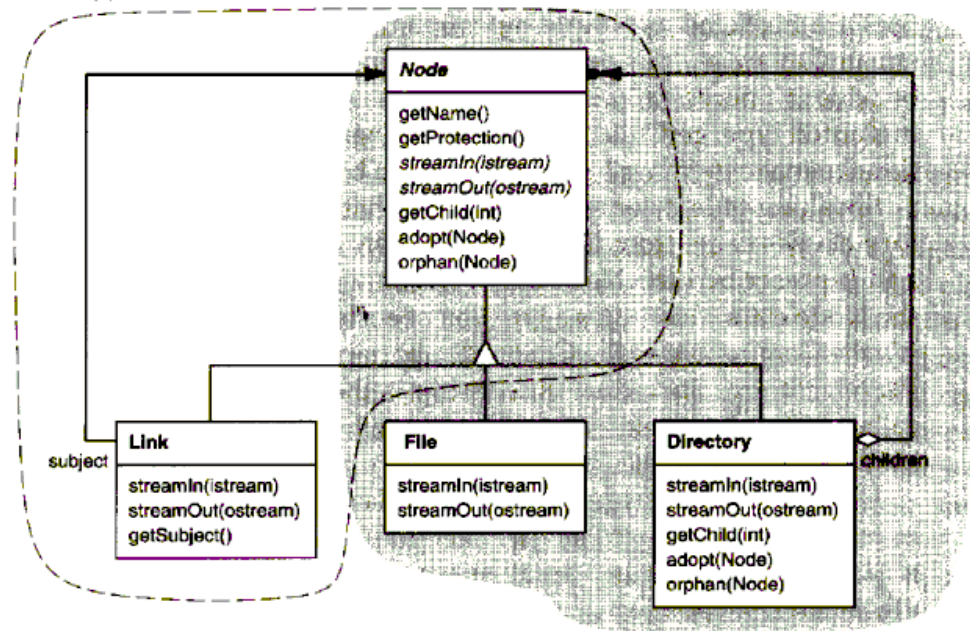 Node
getName()
getProtection()
streamIn(istream)
streamOut(ostream)
getChild(int)
adopt(Node)
orphan(Node)
subject
Link
streamIn(istream)
streamOut(ostream)
getSubject()
File
streamIn(istream)
streamOut(ostream)
Directory
children
streamIn(istream)
streamOut(ostream)
getChild(int)
adopt(Node)
orphan(Node)